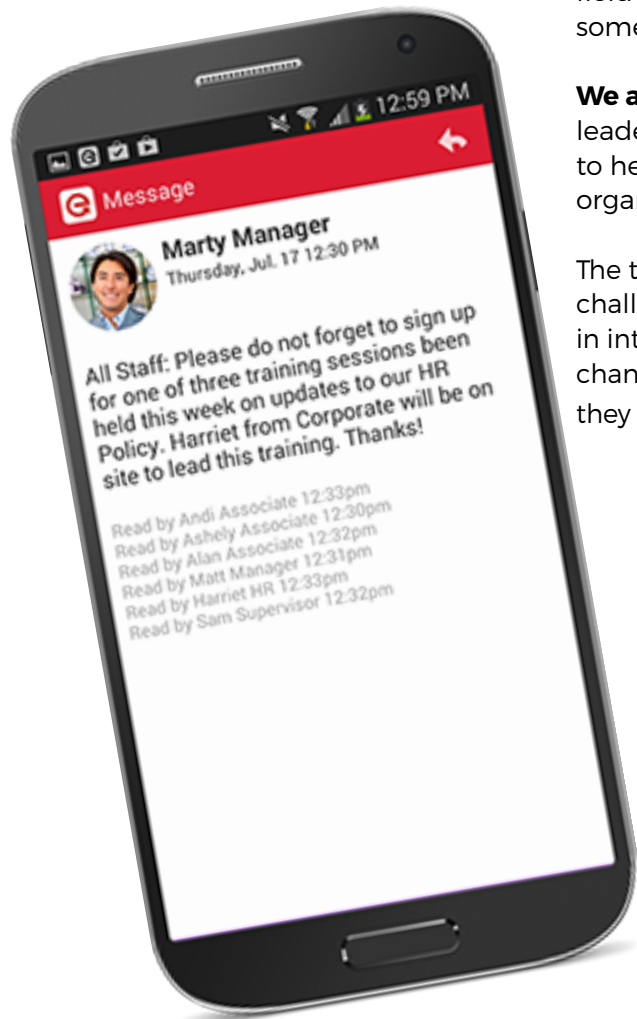 12:59 PM
Message
Marty Manager
Thursday, Jul. 17 12:30 PM
All Staff: Please do not forget to sign up
for one of three training sessions been
held this week on updates to our HR
Policy. Harriet from Corporate will be on
site to lead this training. Thanks!
Read by Andi Associate 12:33pm
Read by Ashely Associate 12:30pm
Read by Alan Associate 12:32pm
Read by Matt Manager 12:31pm
Read by Harriet HR 12:33pm
Read by Sam Supervisor 12:32pm
some
We a
leade
to he
organ
The t
chall
in int
chan
they